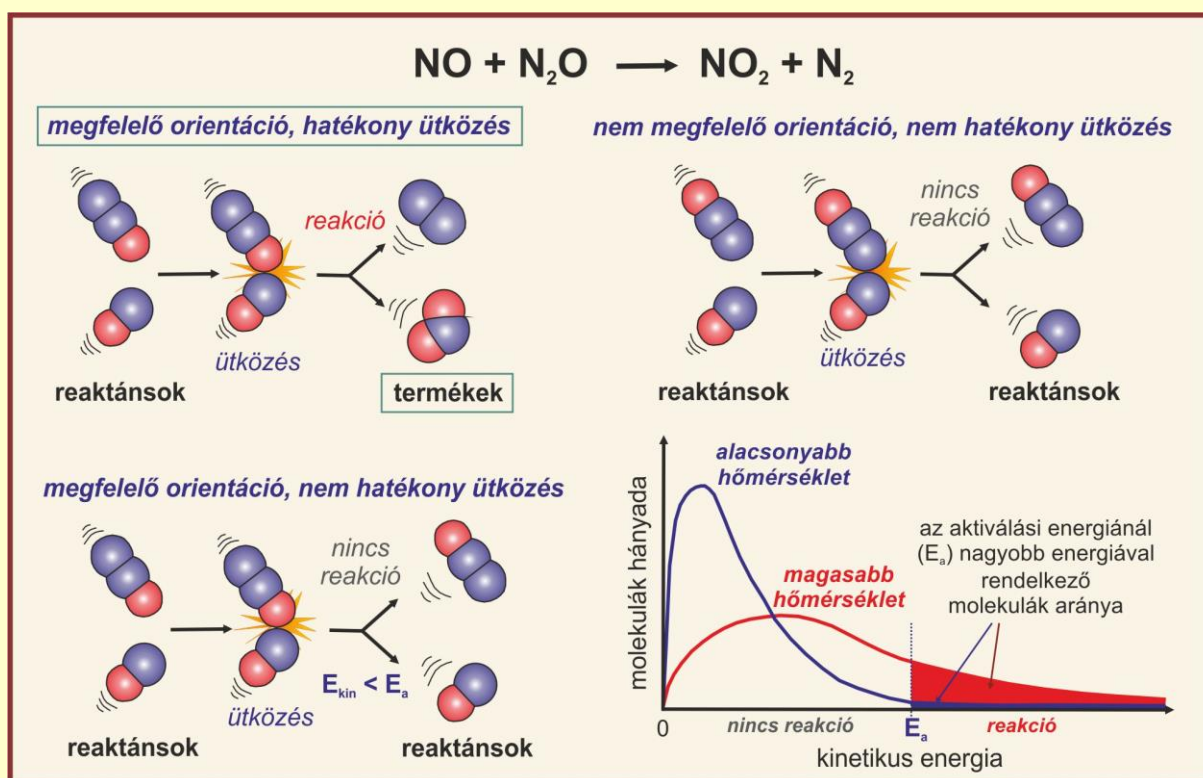 NO + N₂O → NO₂ + N₂
megfelelő orientáció, hatékony ütközés
reakció
ütközés
reaktánsok
termékek
nem megfelelő orientáció, nem hatékony ütközés
nincs
reakció
ütközés
reaktánsok
reaktánsok
megfelelő orientáció, nem hatékony ütközés
nincs
reakció
Eₖᵢₙ < Eₐ
ütközés
reaktánsok
reaktánsok
molekulák hányada
alacsonyabb
hőmérséklet
magasabb
hőmérséklet
az aktiválási energiánál
(Eₐ) nagyobb energiával
rendelkező
molekulák aránya
0
nincs reakció
Eₐ
reakció
kinetikus energia